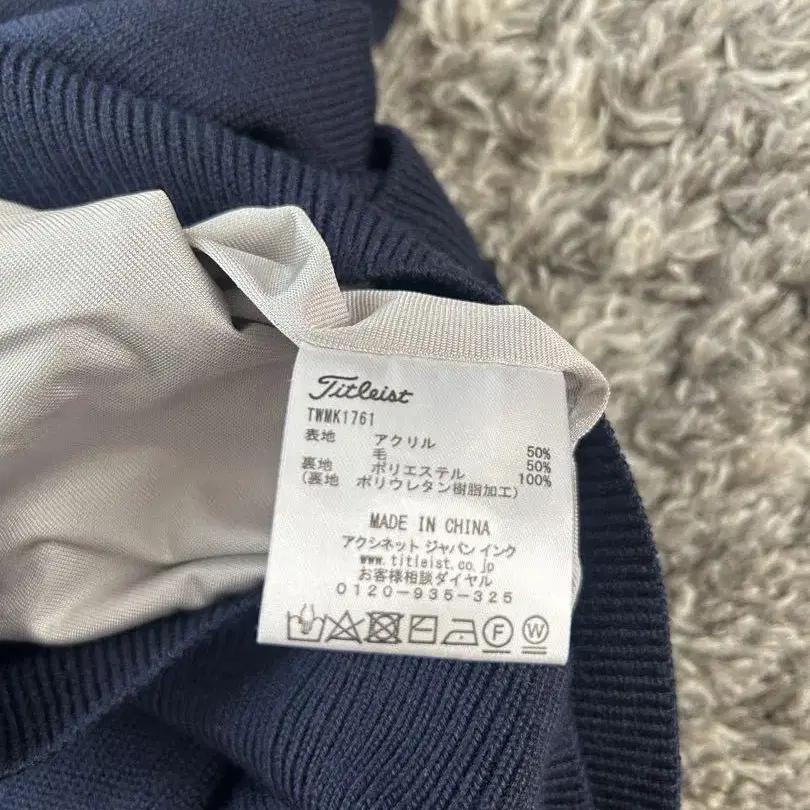 Titleist
TWMK1761
表地 アクリル 50%
毛 50%
裏地 ポリエステル 100%
(裏地 ポリウレタン樹脂加工)
MADE IN CHINA
アクシネット ジャパン インク
www.titleist.co.jp
お客様相談ダイヤル
0120-935-325
F W